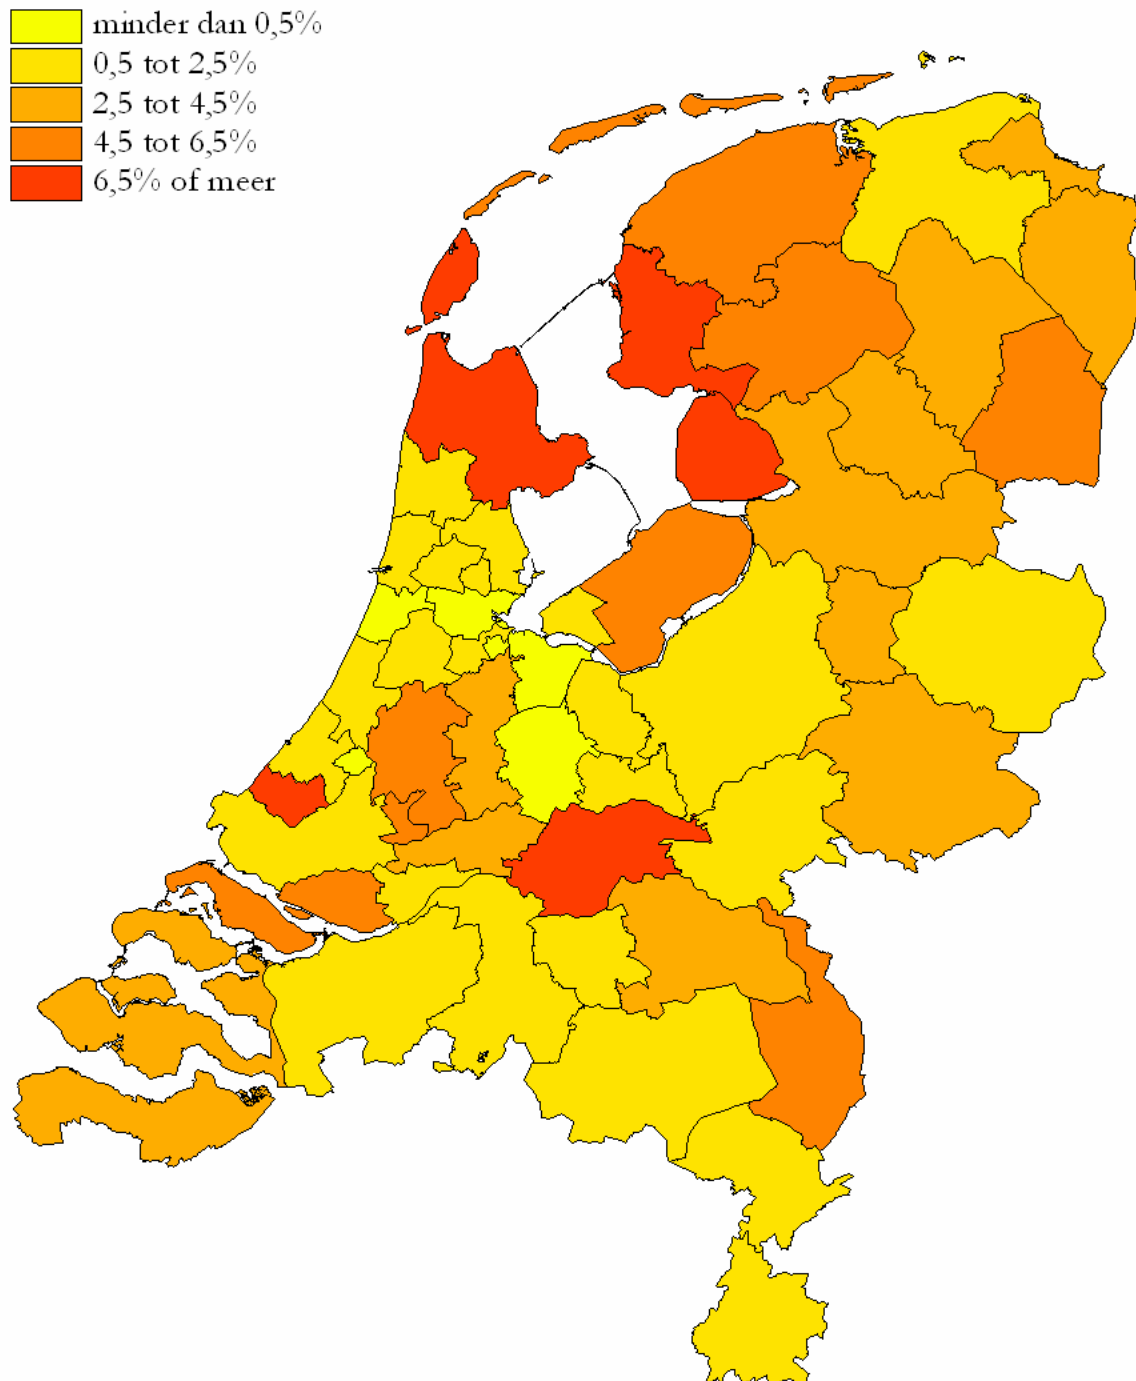 minder dan 0,5%
0,5 tot 2,5%
2,5 tot 4,5%
4,5 tot 6,5%
6,5% of meer